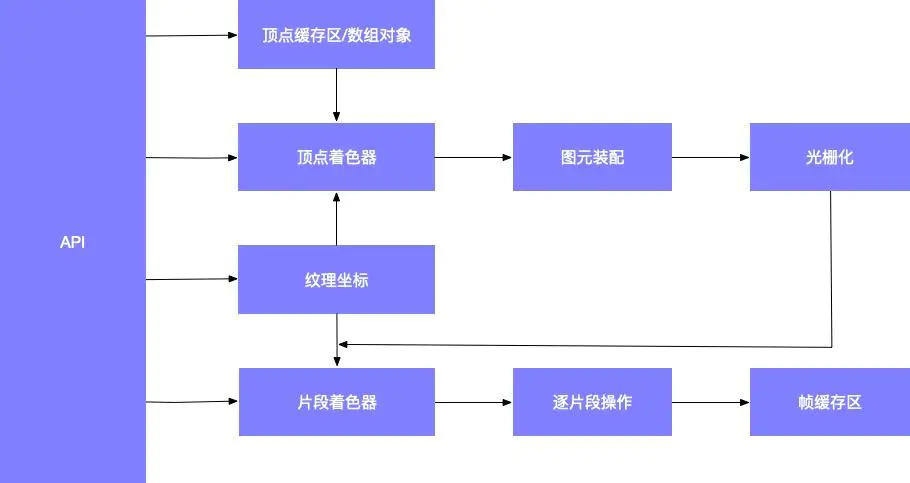 顶点缓存区/数组对象
顶点着色器
图元装配
光栅化
API
纹理坐标
片段着色器
逐片段操作
帧缓存区